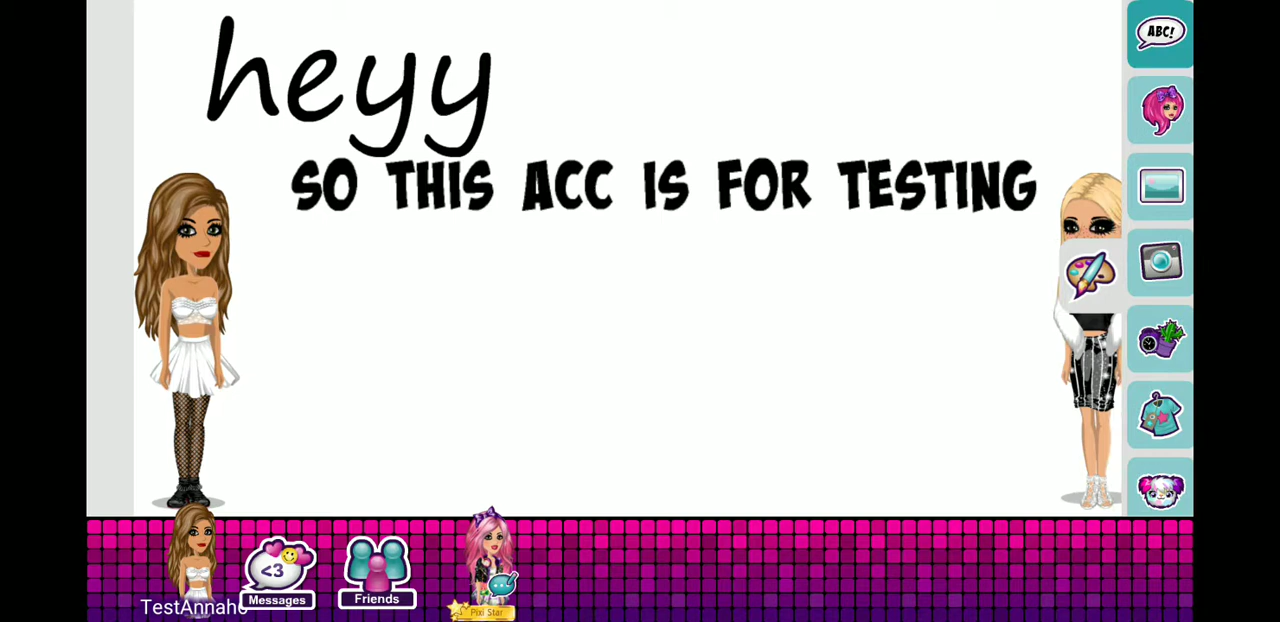 heyy
ABC!
SO THIS ACC IS FOR TESTING
<3
Messages
Friends
TestAnnaho
Pixi Star